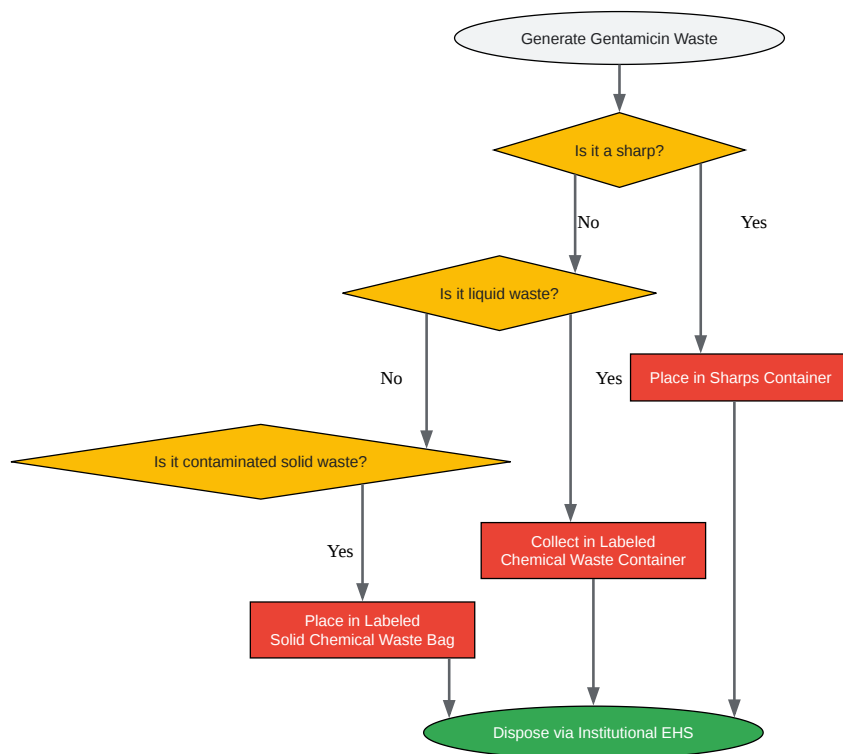 Generate Gentamicin Waste
Is it a sharp?
No
Yes
Is it liquid waste?
No
Yes
Place in Sharps Container
Is it contaminated solid waste?
Yes
Collect in Labeled
Chemical Waste Container
Place in Labeled
Solid Chemical Waste Bag
Dispose via Institutional EHS